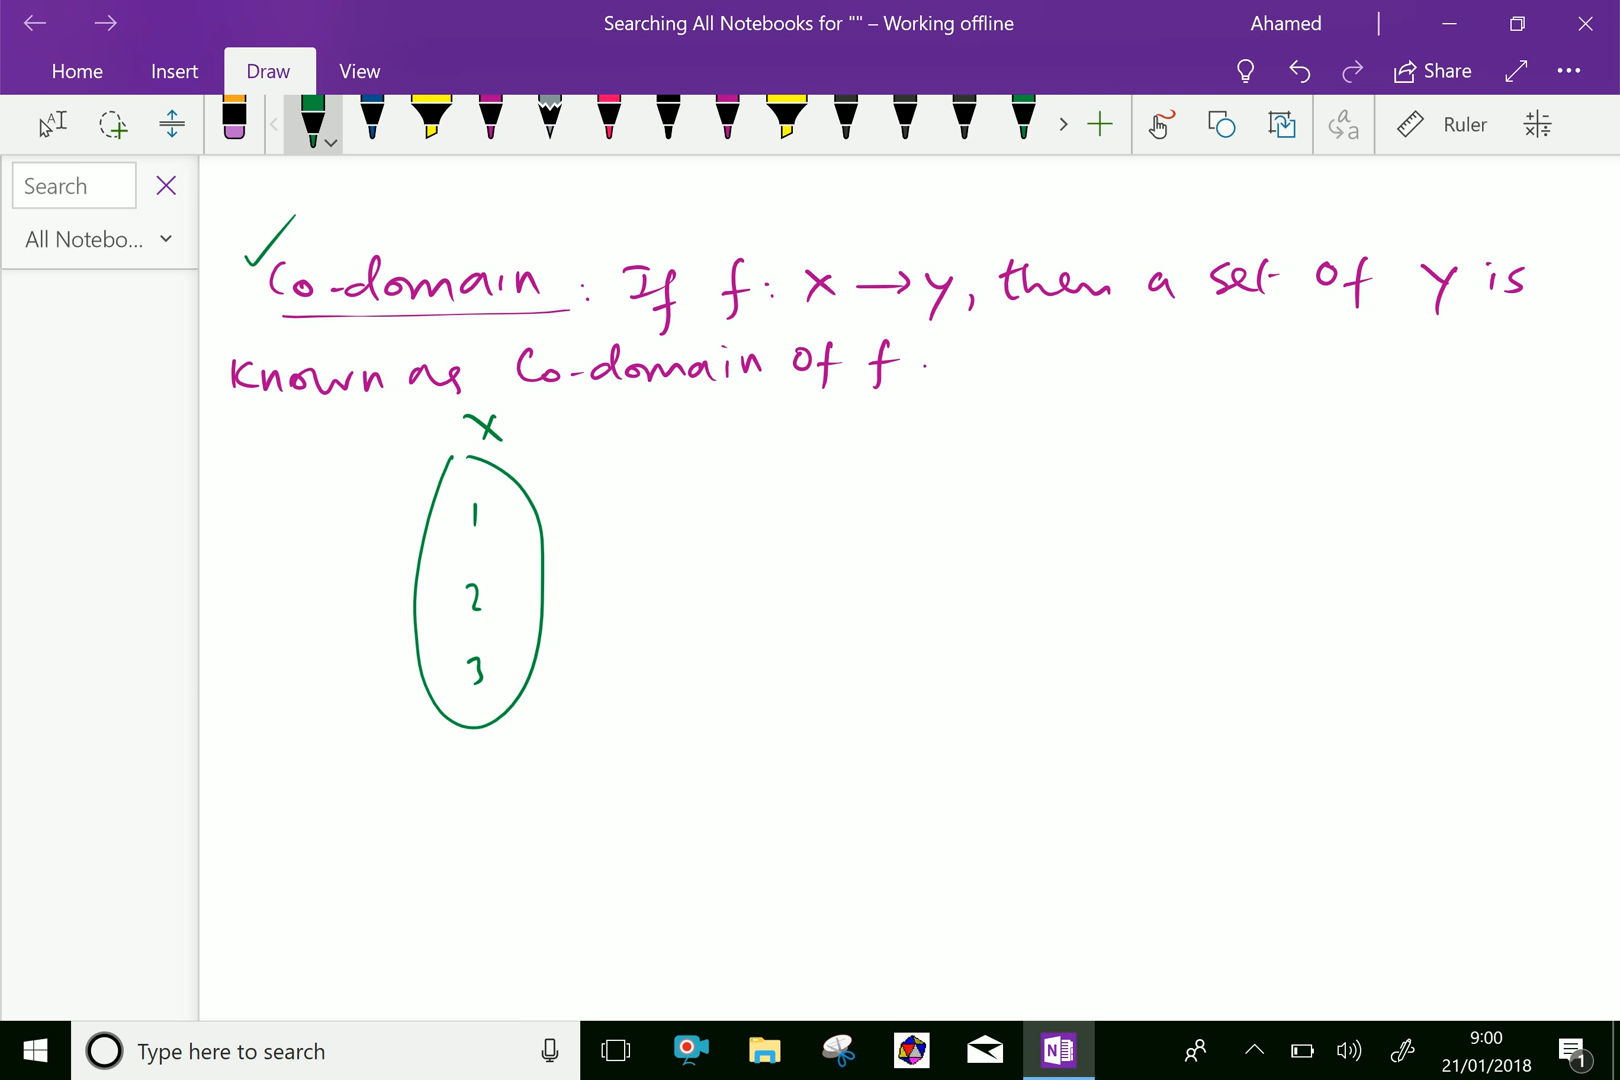 Searching All Notebooks for "" – Working offline
Ahamed
Home Insert Draw View
Share
Ruler
Search
All Notebo...
Co-domain : If f : x → y, then a set of y is
known as Co-domain of f .
X
1
2
3
Type here to search
9:00
21/01/2018
1